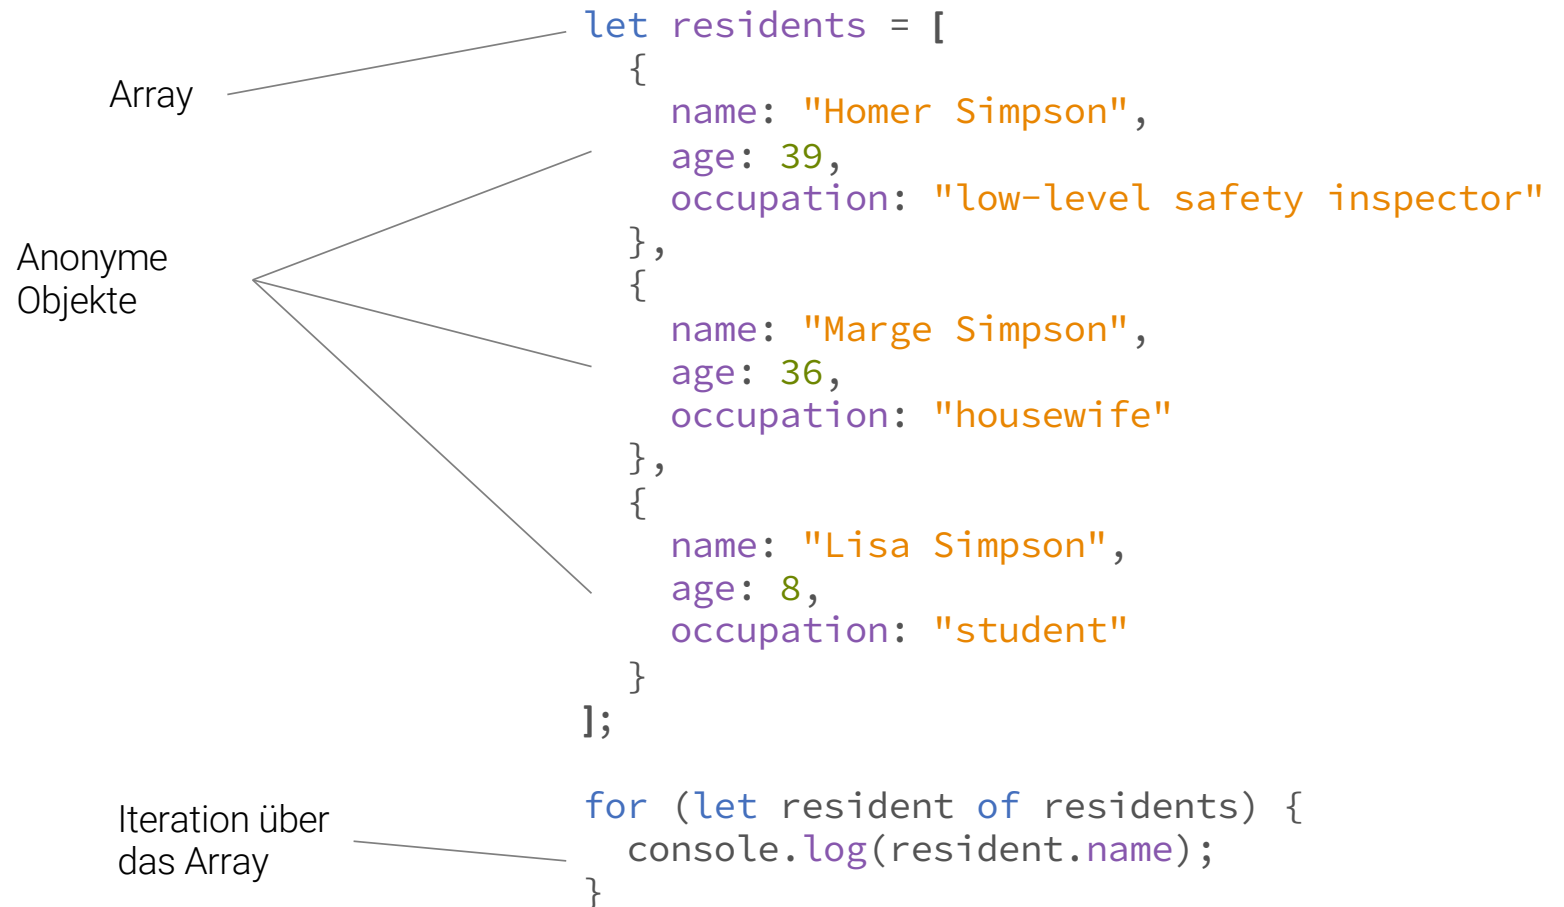 Array
Anonyme
Objekte
Iteration über
das Array
let residents = [
  {
    name: "Homer Simpson",
    age: 39,
    occupation: "low-level safety inspector"
  },
  {
    name: "Marge Simpson",
    age: 36,
    occupation: "housewife"
  },
  {
    name: "Lisa Simpson",
    age: 8,
    occupation: "student"
  }
];
for (let resident of residents) {
  console.log(resident.name);
}